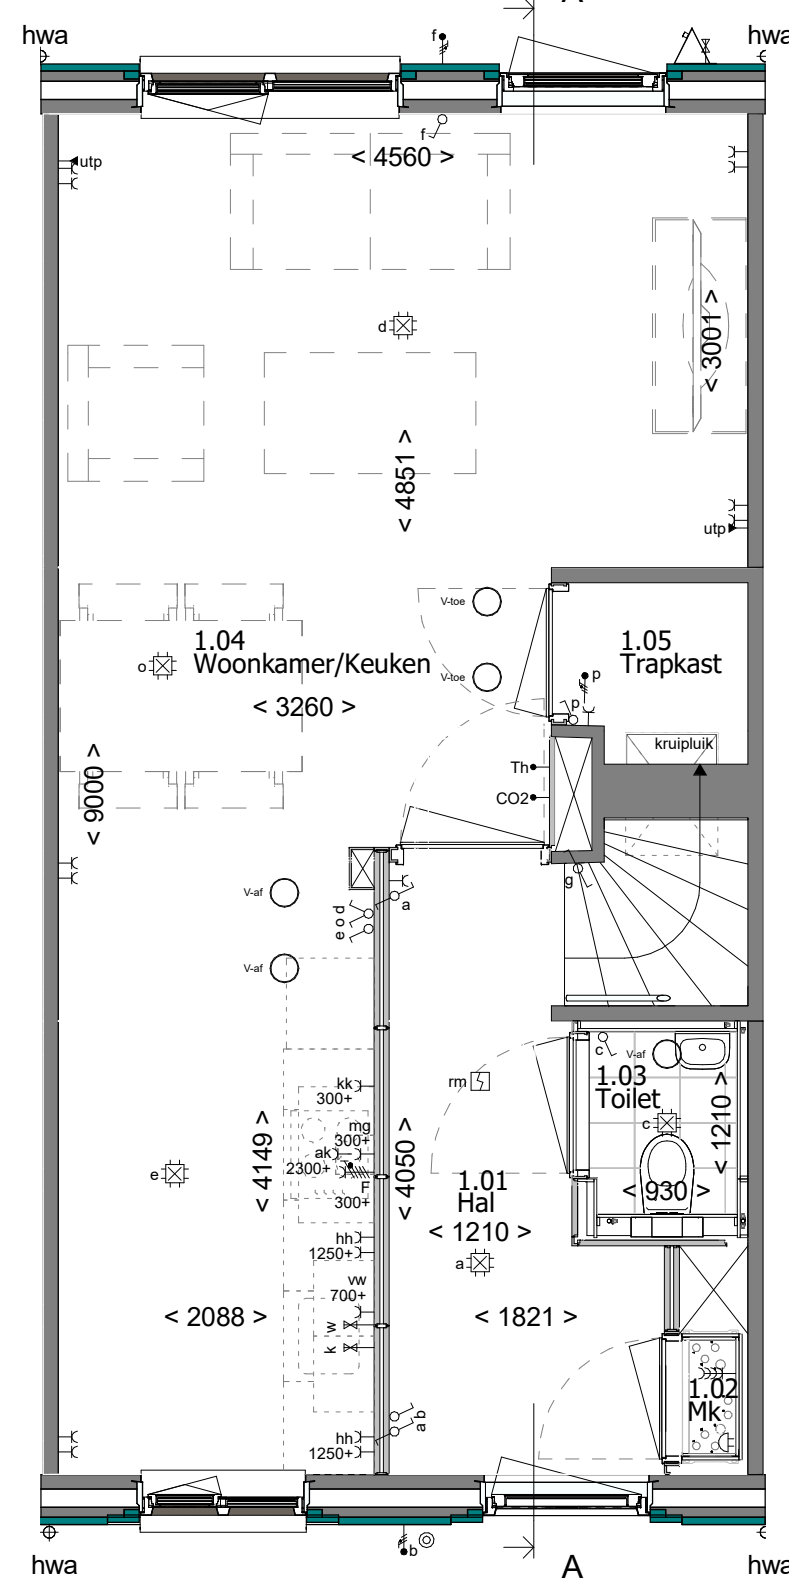 A
hwa
hwa
f
f
< 4560 >
utp
d
< 3001 >
< 4851 >
utp
V-toe
1.04
Woonkamer/Keuken
o
1.05
Trapkast
V-toe
p
p
< 3260 >
kruipluik
Th
CO2
< 9000 >
g
V-af
a
e o d
V-af
c
V-af
1.03
Toilet
rm
kk
300+
< 1210 >
mg
300+
c
< 4149 >
< 4050 >
ak
2300+
e
F
300+
1.01
Hal
< 930 >
< 1210 >
hh
1250+
a
vw
700+
< 2088 >
w
< 1821 >
k
1.02
Mk
a b
hh
1250+
b
hwa
A
hwa